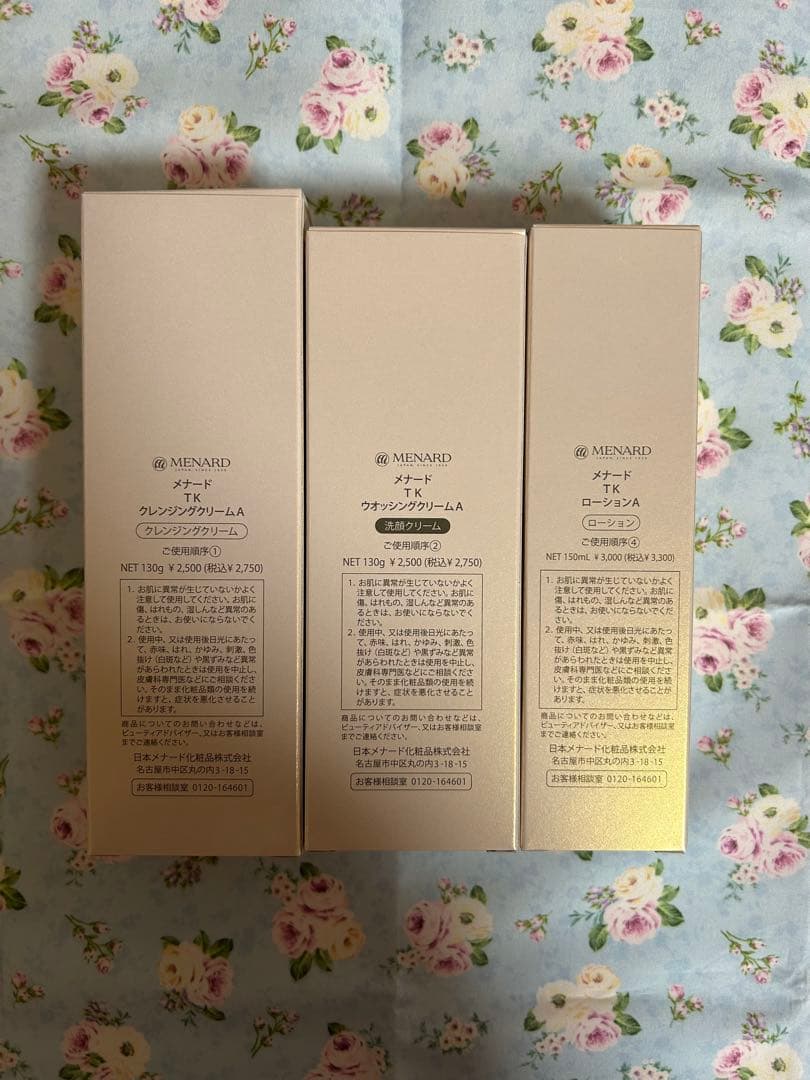 MENARD
JAPAN, SINCE 1959
メナード
TK
クレンジングクリームA
クレンジングクリーム
ご使用順序①
NET 130g ¥2,500(税込¥2,750)
1. お肌に異常が生じていないかよく
注意して使用してください。お肌に
傷、はれもの、湿しんなど異常のあ
るときは、お使いにならないでく
ださい。
2. 使用中、又は使用後日光にあたっ
て、赤味、はれ、かゆみ、刺激、色
抜け(白斑など)や黒ずみなど異常
があらわれたときは使用を中止し、
皮膚科専門医などにご相談くださ
い。そのまま化粧品類の使用を続
けますと、症状を悪化させること
があります。
商品についてのお問い合わせなどは、
ビューティアドバイザー、又はお客様相談室
までご連絡ください。
日本メナード化粧品株式会社
名古屋市中区丸の内3-18-15
お客様相談室 0120-164601
MENARD
JAPAN, SINCE 1959
メナード
TK
ウオッシングクリームA
洗顔クリーム
ご使用順序②
NET 130g ¥2,500(税込¥2,750)
1. お肌に異常が生じていないかよく
注意して使用してください。お肌に
傷、はれもの、湿しんなど異常のあ
るときは、お使いにならないでくだ
さい。
2. 使用中、又は使用後日光にあたっ
て、赤味、はれ、かゆみ、刺激、色
抜け(白斑など)や黒ずみなど異常
があらわれたときは使用を中止し、
皮膚科専門医などにご相談くださ
い。そのまま化粧品類の使用を続
けますと、症状を悪化させることが
あります。
商品についてのお問い合わせなどは、
ビューティアドバイザー、又はお客様相談室
までご連絡ください。
日本メナード化粧品株式会社
名古屋市中区丸の内3-18-15
お客様相談室 0120-164601
MENARD
JAPAN, SINCE 1959
メナード
TK
ローションA
ローション
ご使用順序④
NET 150mL ¥3,000(税込¥3,300)
1. お肌に異常が生じていないかよく
注意して使用してください。お肌に
傷、はれもの、湿しんなど異常のあ
るときは、お使いにならないでくだ
さい。
2. 使用中、又は使用後日光にあたっ
て、赤味、はれ、かゆみ、刺激、色
抜け(白斑など)や黒ずみなど異常
があらわれたときは使用を中止し、
皮膚科専門医などにご相談くださ
い。そのまま化粧品類の使用を続
けますと、症状を悪化させることが
あります。
商品についてのお問い合わせなどは、
ビューティアドバイザー、又はお客様相談室
までご連絡ください。
日本メナード化粧品株式会社
名古屋市中区丸の内3-18-15
お客様相談室 0120-164601